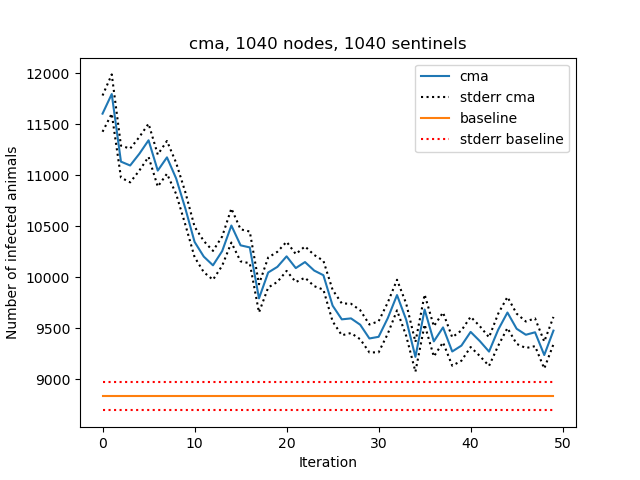 cma, 1040 nodes, 1040 sentinels
cma
stderr cma
baseline
stderr baseline
Number of infected animals
12000
11500
11000
10500
10000
9500
9000
0 10 20 30 40 50
Iteration